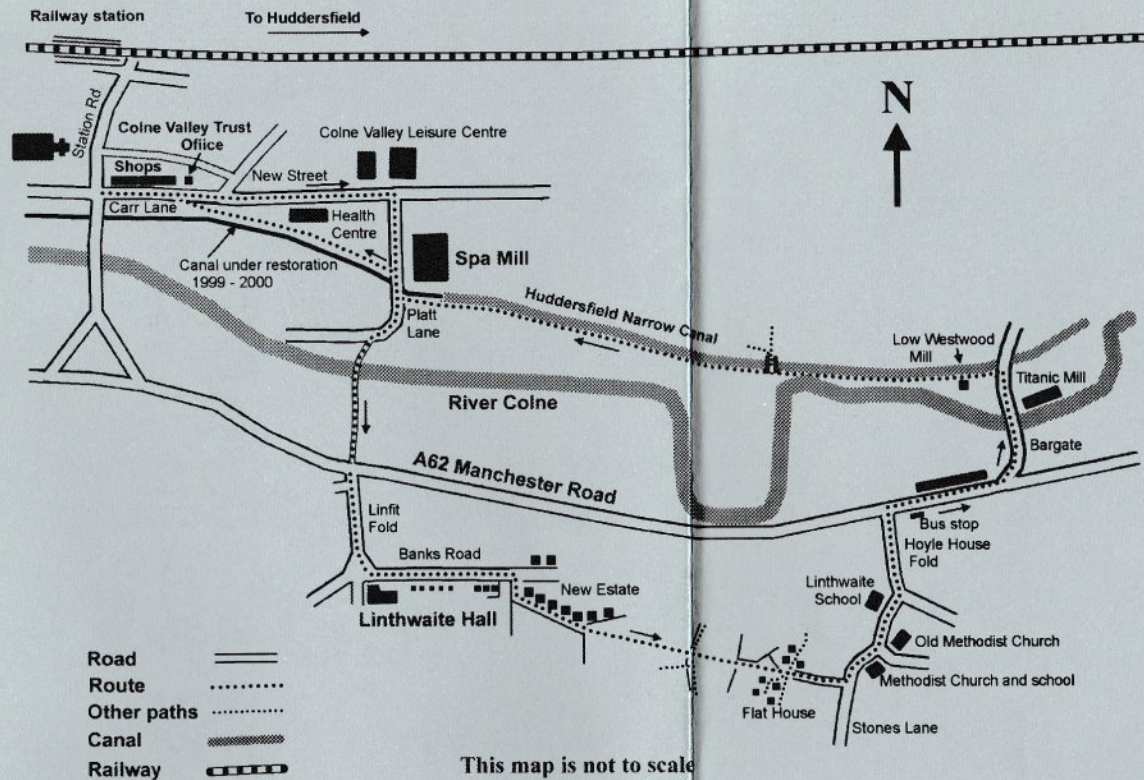 Railway station
To Huddersfield
N
Station Rd
Colne Valley Trust
Ofiice
Colne Valley Leisure Centre
Shops
New Street
Carr Lane
Health
Centre
Canal under restoration
1999 - 2000
Spa Mill
Platt
Lane
Huddersfield Narrow Canal
Low Westwood
Mill
Titanic Mill
River Colne
Bargate
A62 Manchester Road
Linfit
Fold
Bus stop
Hoyle House
Fold
Banks Road
New Estate
Linthwaite
School
Linthwaite Hall
Old Methodist Church
Methodist Church and school
Flat House
Stones Lane
Road
Route
Other paths
Canal
Railway
This map is not to scale